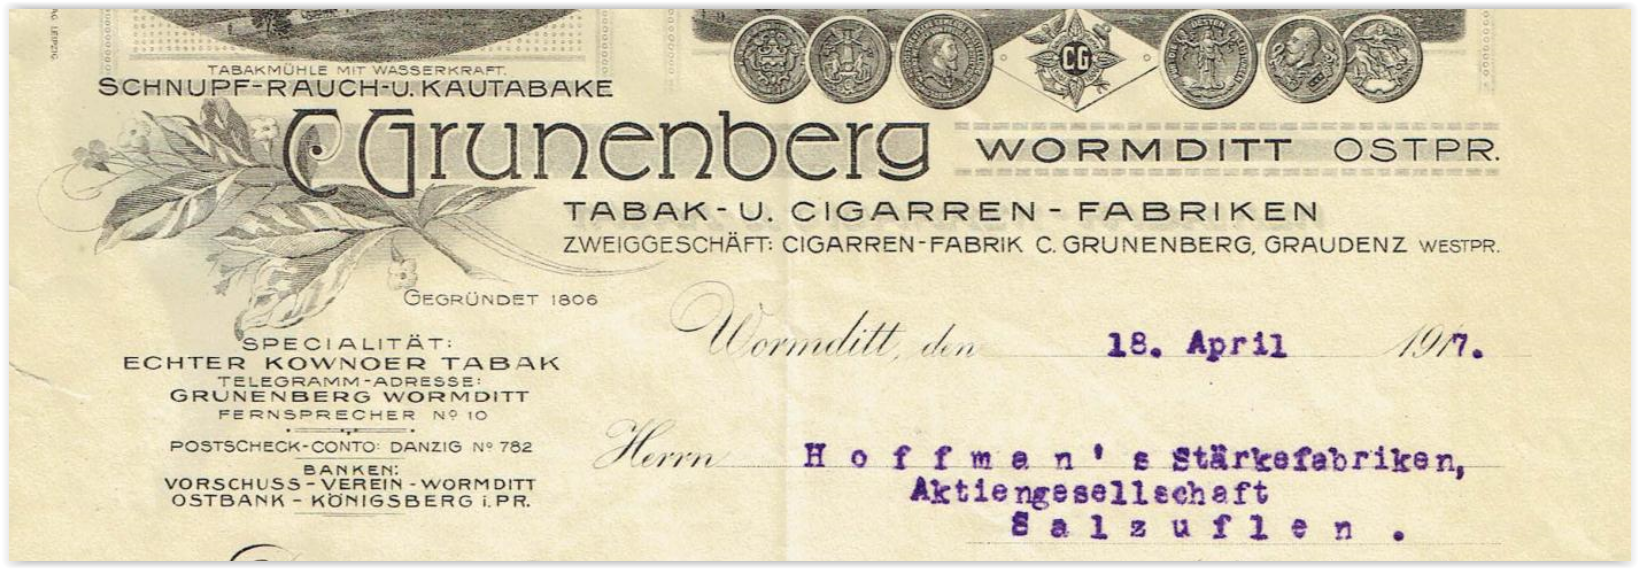 TABAKMÜHLE MIT WASSERKRAFT.
SCHNUPF-RAUCH-U. KAUTABAKE
CG
C. Grunenberg WORMDITT OSTPR.
TABAK- U. CIGARREN - FABRIKEN
ZWEIGGESCHÄFT: CIGARREN-FABRIK C. GRUNENBERG, GRAUDENZ WESTPR.
GEGRÜNDET 1806
Wormditt, den 18. April 1917.
SPECIALITÄT:
ECHTER KOWNOER TABAK
TELEGRAMM-ADRESSE:
GRUNENBERG WORMDITT
FERNSPRECHER Nº 10
POSTSCHECK-CONTO: DANZIG Nº 782
BANKEN:
VORSCHUSS-VEREIN-WORMDITT
OSTBANK - KÖNIGSBERG i. PR.
Herrn Hoffman's Stärkefabriken,
Aktiengesellschaft
Salzuflen.